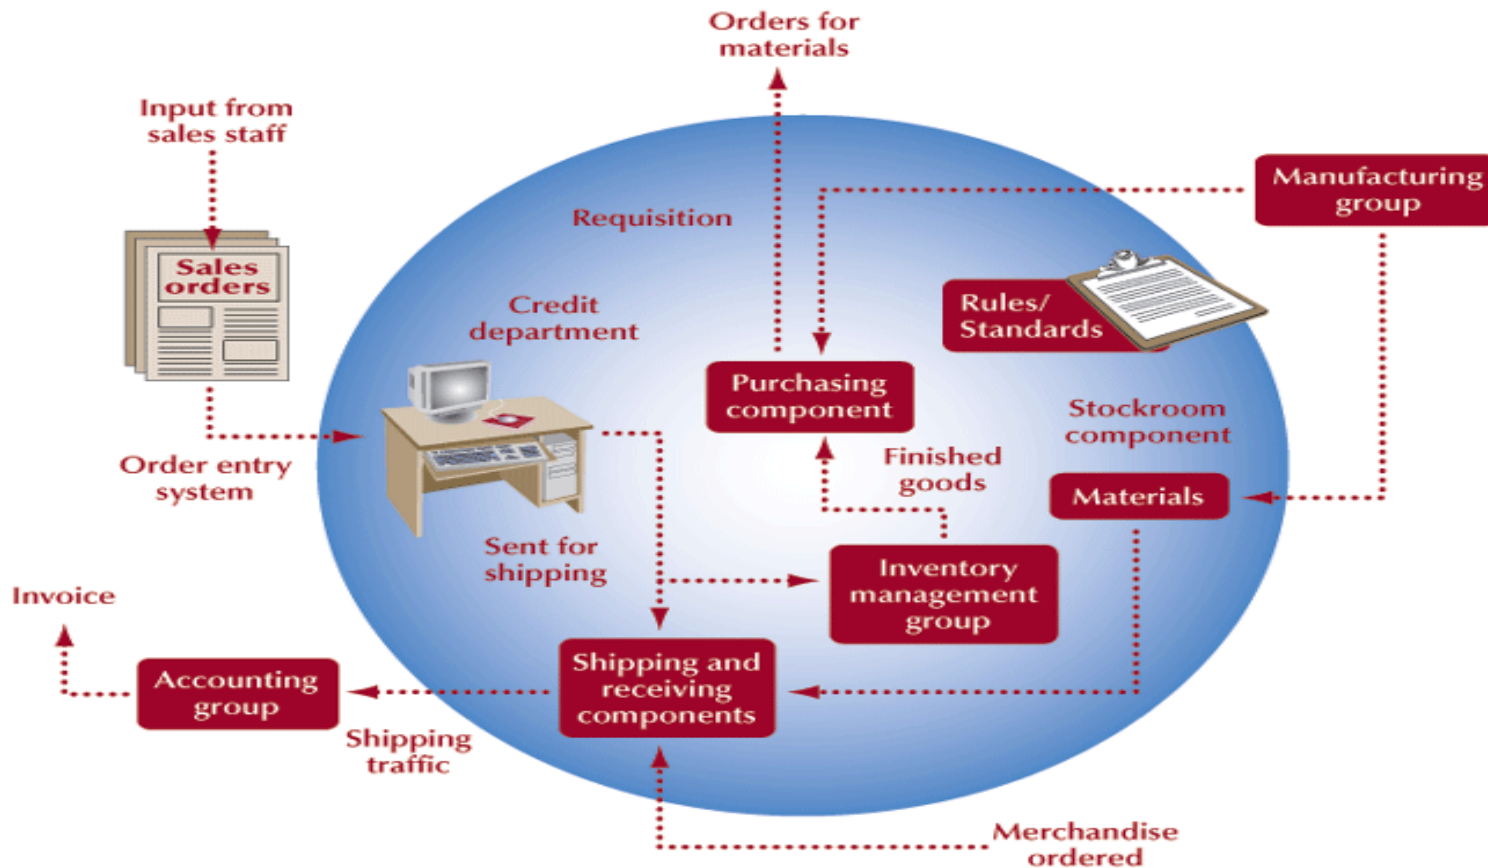 Orders for
materials
Input from
sales staff
Manufacturing
group
Requisition
Sales
orders
Rules/
Standards
Credit
department
Purchasing
component
Stockroom
component
Order entry
system
Finished
goods
Materials
Sent for
shipping
Inventory
management
group
Invoice
Accounting
group
Shipping and
receiving
components
Shipping
traffic
Merchandise
ordered